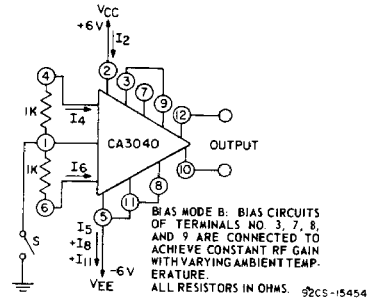 VCC
+6V
I2
4
2
3
7
9
12
1K
I4
1
CA3040
OUTPUT
1K
I6
6
10
8
11
5
S
I5
+I8
+I11
-6V
VEE
BIAS MODE B: BIAS CIRCUITS
OF TERMINALS NO. 3, 7, 8,
AND 9 ARE CONNECTED TO
ACHIEVE CONSTANT RF GAIN
WITH VARYING AMBIENT TEMP-
ERATURE.
ALL RESISTORS IN OHMS.
92CS-15454